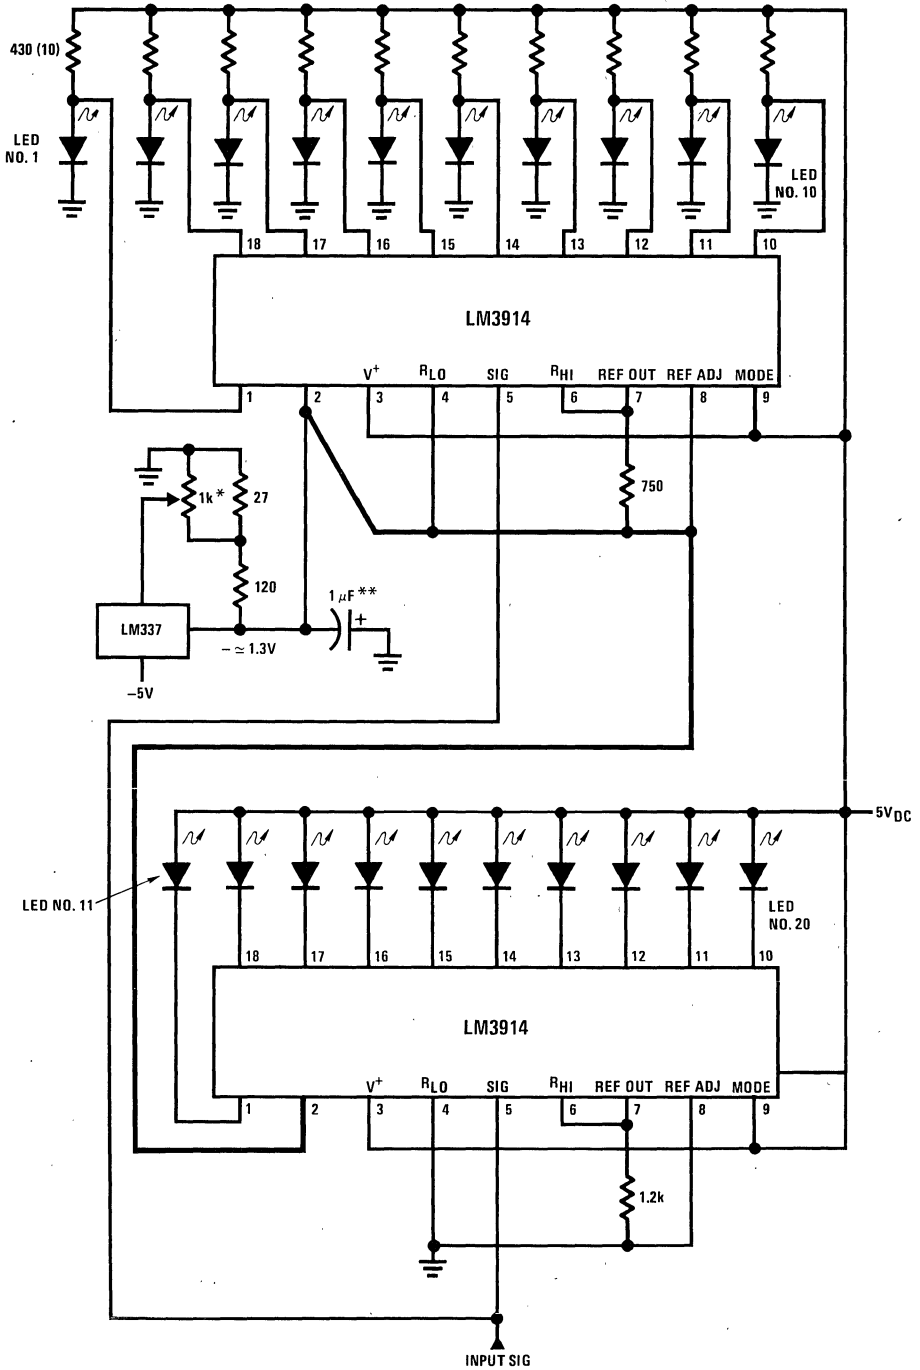 430 (10)
LED
NO. 1
LED
NO. 10
18 17 16 15 14 13 12 11 10
LM3914
V+ RLO SIG RHI REF OUT REF ADJ MODE
1 2 3 4 5 6 7 8 9
1k* 27
750
120
1 μF** +
LM337
− ≃ 1.3V
−5V
5VDC
LED NO. 11
LED
NO. 20
18 17 16 15 14 13 12 11 10
LM3914
V+ RLO SIG RHI REF OUT REF ADJ MODE
1 2 3 4 5 6 7 8 9
1.2k
INPUT SIG